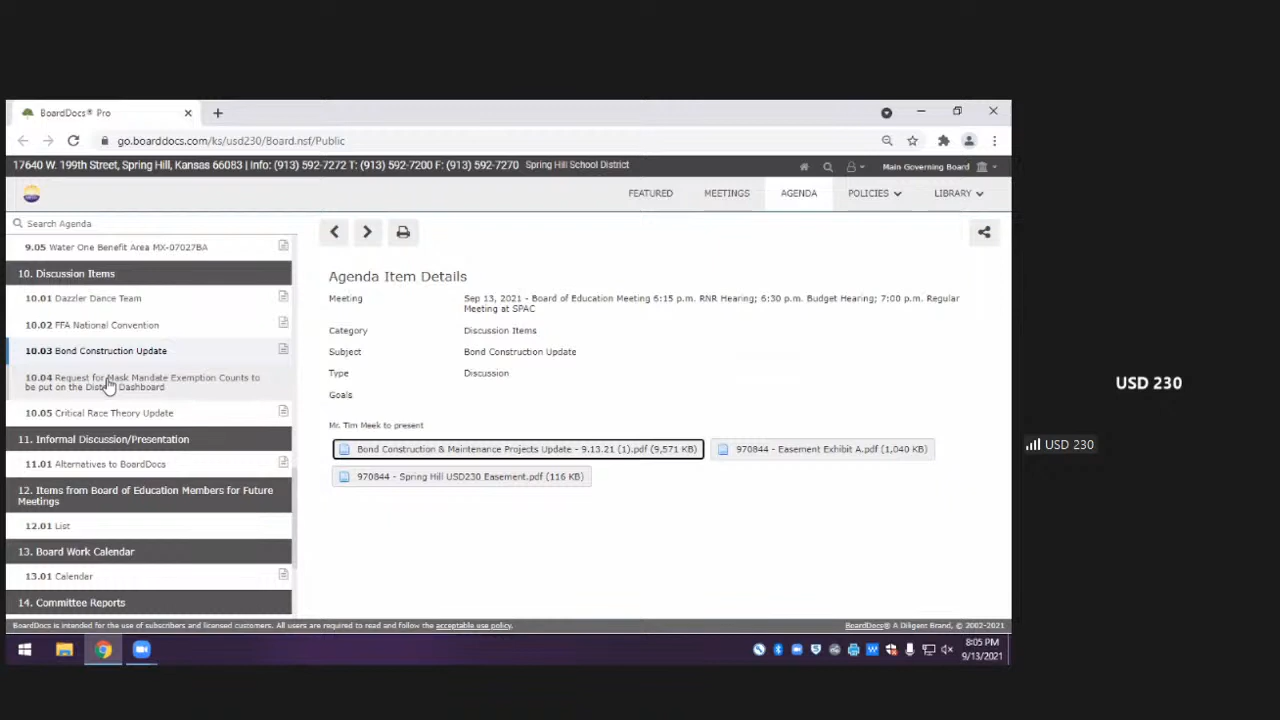 BoardDocs® Pro
go.boarddocs.com/ks/usd230/Board.nsf/Public
17640 W. 199th Street, Spring Hill, Kansas 66083 | Info: (913) 592-7272 T: (913) 592-7200 F: (913) 592-7270 Spring Hill School District
Main Governing Board
FEATURED MEETINGS AGENDA POLICIES LIBRARY
Search Agenda
9.05 Water One Benefit Area MX-07027BA
10. Discussion Items
10.01 Dazzler Dance Team
10.02 FFA National Convention
10.03 Bond Construction Update
10.04 Request for Mask Mandate Exemption Counts to
be put on the Dashboard
10.05 Critical Race Theory Update
11. Informal Discussion/Presentation
11.01 Alternatives to BoardDocs
12. Items from Board of Education Members for Future
Meetings
12.01 List
13. Board Work Calendar
13.01 Calendar
14. Committee Reports
Agenda Item Details
Meeting Sep 13, 2021 - Board of Education Meeting 6:15 p.m. RNR Hearing; 6:30 p.m. Budget Hearing; 7:00 p.m. Regular
Meeting at SPAC
Category Discussion Items
Subject Bond Construction Update
Type Discussion
Goals
Mr. Tim Meek to present
Bond Construction & Maintenance Projects Update - 9.13.21 (1).pdf (9,571 KB) 970844 - Easement Exhibit A.pdf (1,040 KB)
970844 - Spring Hill USD230 Easement.pdf (116 KB)
BoardDocs is intended for the use of subscribers and licensed customers. All users are required to read and follow the acceptable use policy. BoardDocs® A Diligent Brand, © 2002-2021
8:05 PM
9/13/2021
USD 230
USD 230